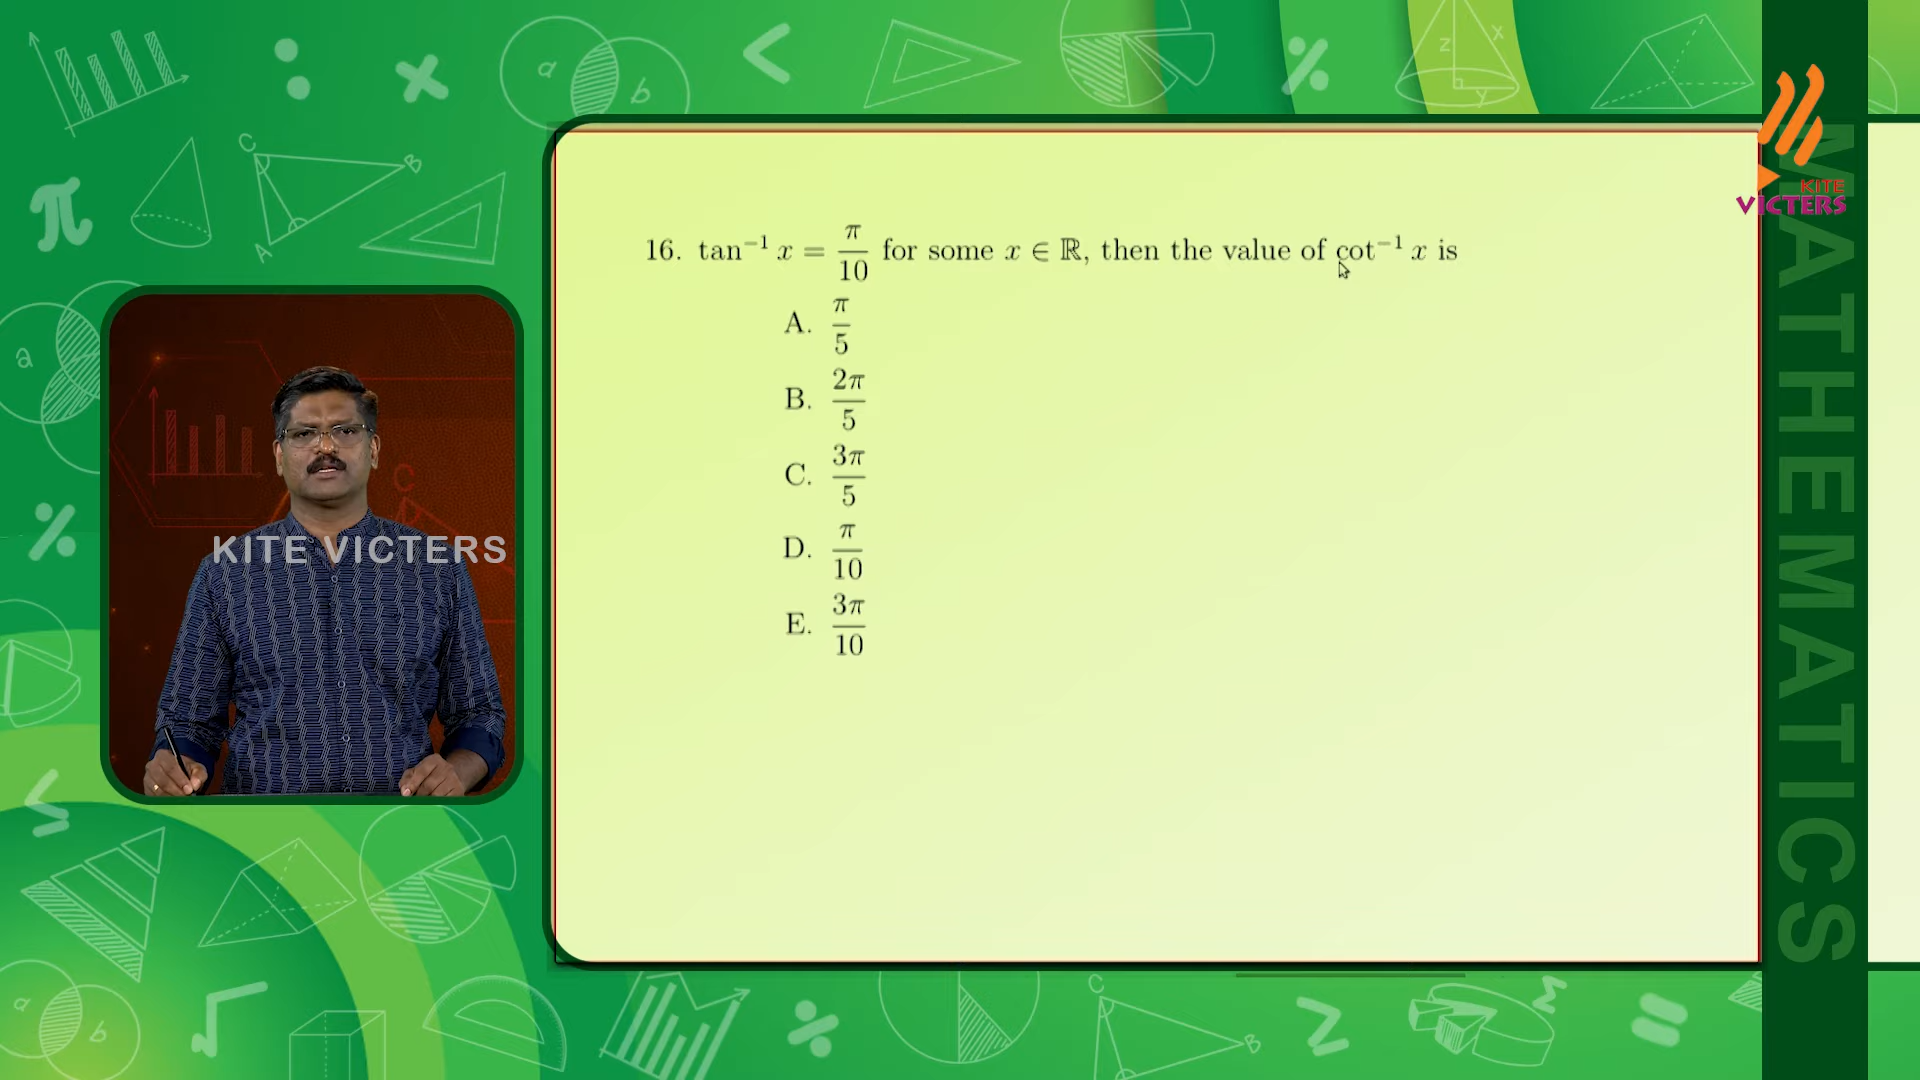 16. tan⁻¹ x = π/10 for some x ∈ ℝ, then the value of cot⁻¹ x is
A. π/5
B. 2π/5
C. 3π/5
D. π/10
E. 3π/10
KITE VICTERS
KITE
VICTERS
MATHEMATICS
a
b
C
B
A
Z
X
y
a
C
a
b
C
B